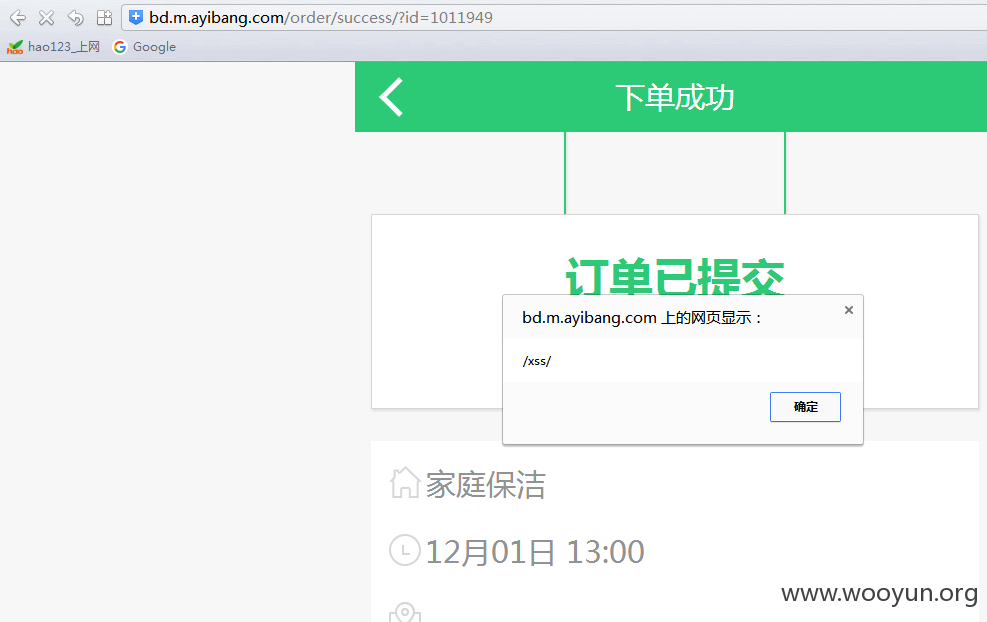 bd.m.ayibang.com/order/success/?id=1011949
hao123_上网 Google
下单成功
订单已提交
bd.m.ayibang.com 上的网页显示：
/xss/
确定
家庭保洁
12月01日 13:00
www.wooyun.org